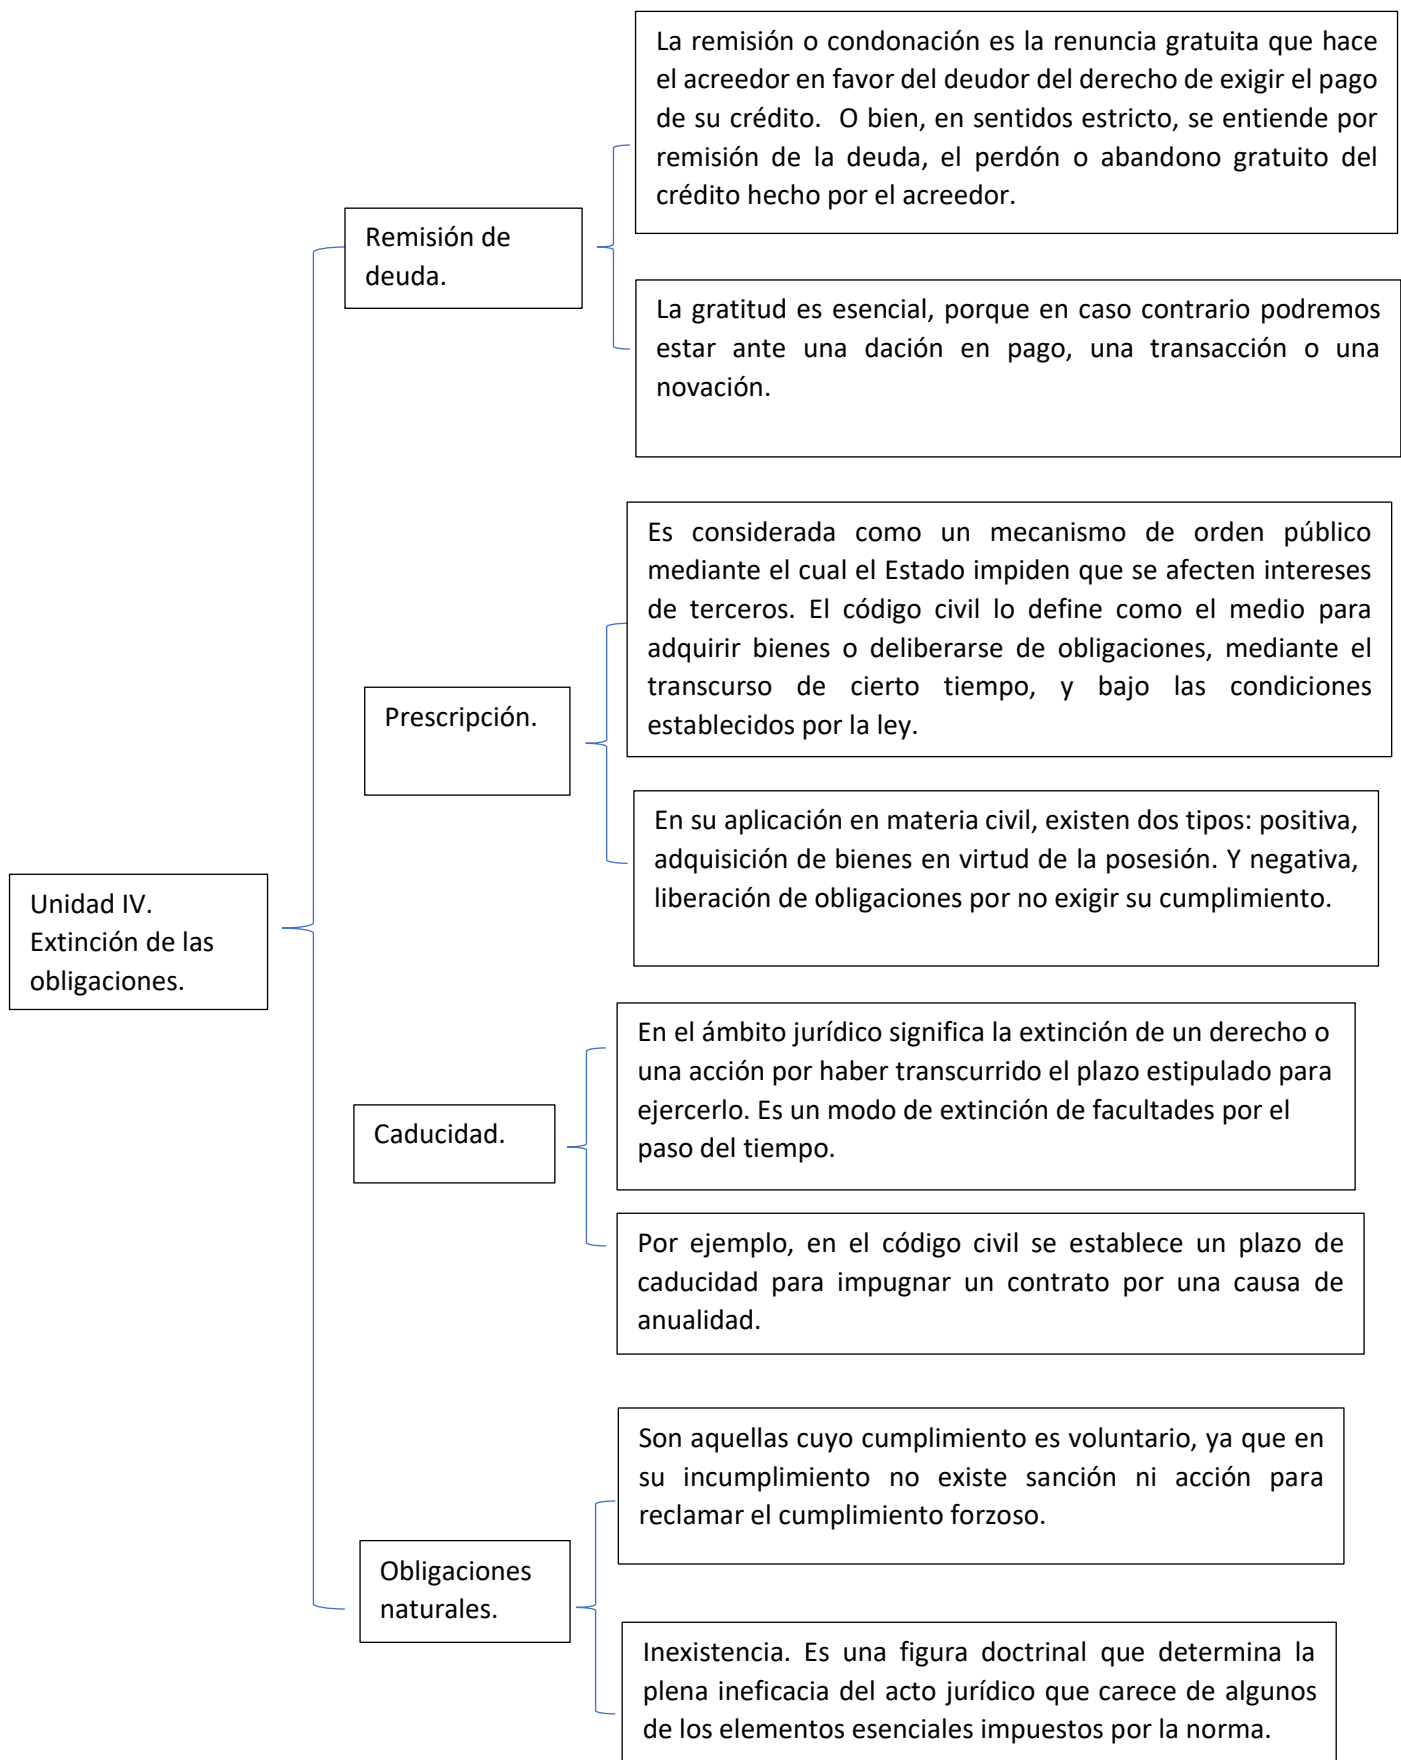 Unidad IV.
Extinción de las
obligaciones.
Remisión de
deuda.
La remisión o condonación es la renuncia gratuita que hace
el acreedor en favor del deudor del derecho de exigir el pago
de su crédito. O bien, en sentidos estricto, se entiende por
remisión de la deuda, el perdón o abandono gratuito del
crédito hecho por el acreedor.
La gratitud es esencial, porque en caso contrario podremos
estar ante una dación en pago, una transacción o una
novación.
Prescripción.
Es considerada como un mecanismo de orden público
mediante el cual el Estado impiden que se afecten intereses
de terceros. El código civil lo define como el medio para
adquirir bienes o deliberarse de obligaciones, mediante el
transcurso de cierto tiempo, y bajo las condiciones
establecidos por la ley.
En su aplicación en materia civil, existen dos tipos: positiva,
adquisición de bienes en virtud de la posesión. Y negativa,
liberación de obligaciones por no exigir su cumplimiento.
Caducidad.
En el ámbito jurídico significa la extinción de un derecho o
una acción por haber transcurrido el plazo estipulado para
ejercerlo. Es un modo de extinción de facultades por el
paso del tiempo.
Por ejemplo, en el código civil se establece un plazo de
caducidad para impugnar un contrato por una causa de
anualidad.
Obligaciones
naturales.
Son aquellas cuyo cumplimiento es voluntario, ya que en
su incumplimiento no existe sanción ni acción para
reclamar el cumplimiento forzoso.
Inexistencia. Es una figura doctrinal que determina la
plena ineficacia del acto jurídico que carece de algunos
de los elementos esenciales impuestos por la norma.